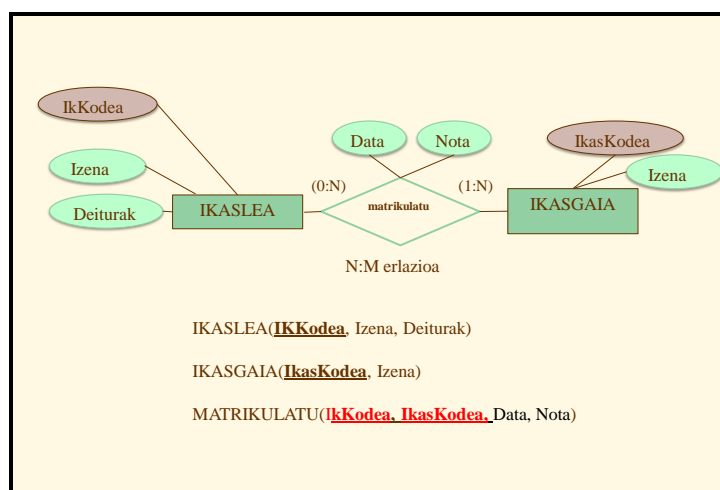 IkKodea
Data
Nota
IkasKodea
Izena
Izena
(0:N)
(1:N)
Deiturak
IKASLEA
matrikulatu
IKASGAIA
N:M erlazioa
IKASLEA(IKKodea, Izena, Deiturak)
IKASGAIA(IkasKodea, Izena)
MATRIKULATU(IkKodea, IkasKodea, Data, Nota)